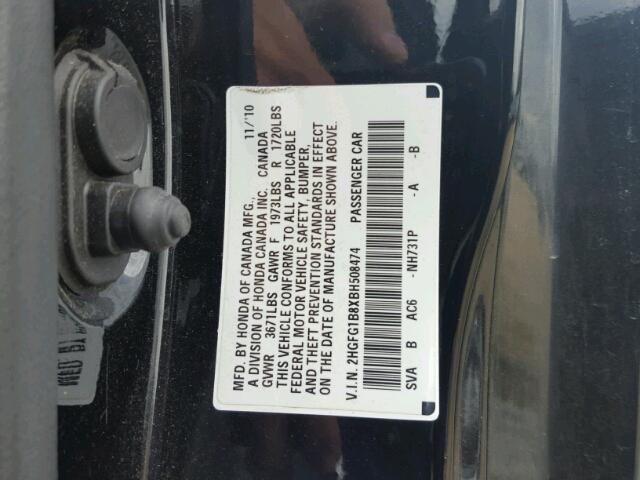 MFD. BY HONDA OF CANADA MFG., 11/'10
A DIVISION OF HONDA CANADA INC. CANADA
GVWR 3671LBS GAWR F 1973LBS R 1720LBS
THIS VEHICLE CONFORMS TO ALL APPLICABLE
FEDERAL MOTOR VEHICLE SAFETY, BUMPER,
AND THEFT PREVENTION STANDARDS IN EFFECT
ON THE DATE OF MANUFACTURE SHOWN ABOVE.
V.I.N. 2HGFG1B8XBH508474 PASSENGER CAR
SVA B AC6 -NH731P -A -B